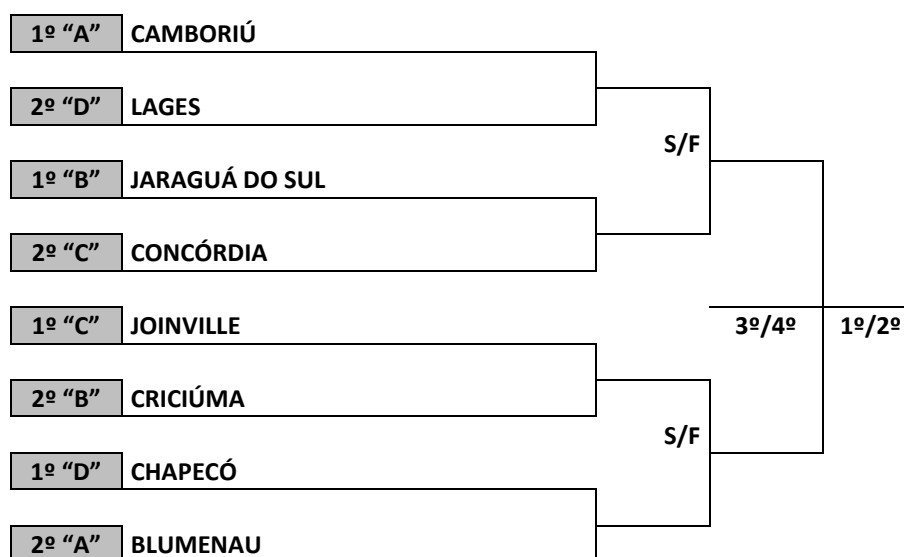 1º “A” CAMBORIÚ
2º “D” LAGES
S/F
1º “B” JARAGUÁ DO SUL
2º “C” CONCÓRDIA
1º “C” JOINVILLE
3º/4º 1º/2º
2º “B” CRICIÚMA
S/F
1º “D” CHAPECÓ
2º “A” BLUMENAU